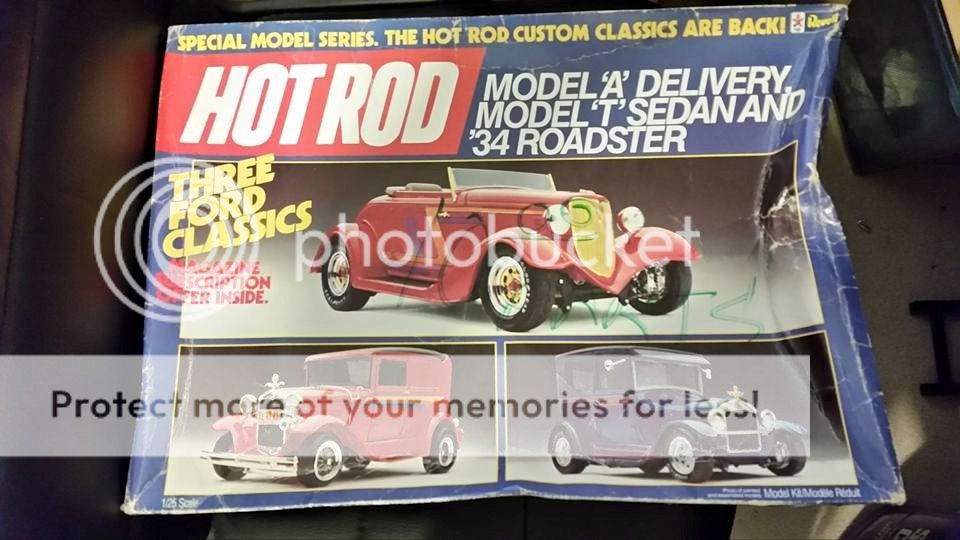 SPECIAL MODEL SERIES. THE HOT ROD CUSTOM CLASSICS ARE BACK!
Revell
HOT ROD
MODEL 'A' DELIVERY,
MODEL 'T' SEDAN AND
'34 ROADSTER
THREE
FORD
CLASSICS
MAGAZINE
SUBSCRIPTION
OFFER INSIDE.
photobucket
Protect more of your memories for less!
1/25 Scale
Model Kit/Modèle Réduit